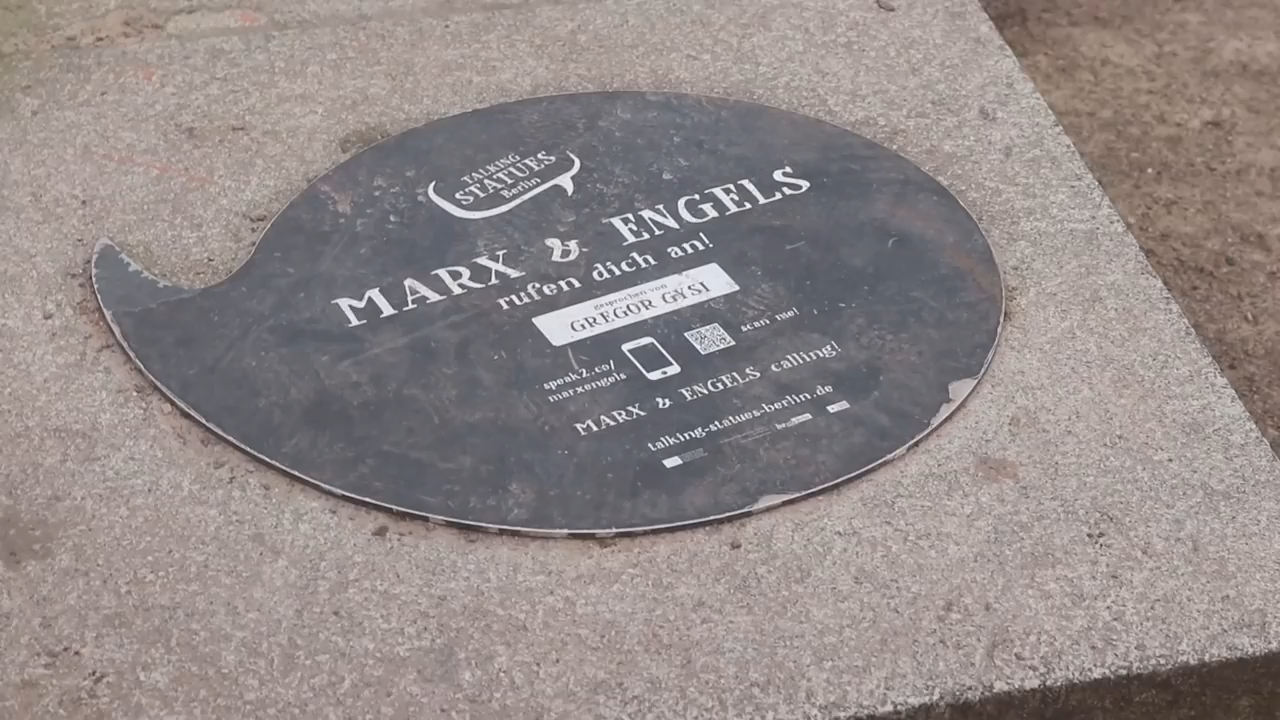 TALKING
STATUES
Berlin
MARX & ENGELS
rufen dich an!
gesprochen von
GREGOR GYSI
speak2.co/
marxengels
scan me!
MARX & ENGELS calling!
talking-statues-berlin.de